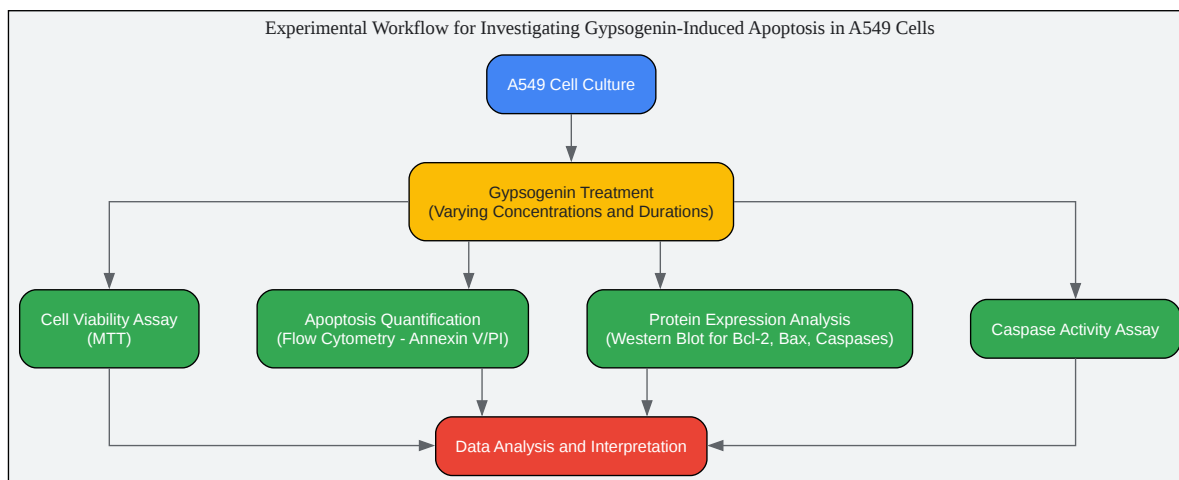 Experimental Workflow for Investigating Gypsogenin-Induced Apoptosis in A549 Cells
A549 Cell Culture
Gypsogenin Treatment
(Varying Concentrations and Durations)
Cell Viability Assay
(MTT)
Apoptosis Quantification
(Flow Cytometry - Annexin V/PI)
Protein Expression Analysis
(Western Blot for Bcl-2, Bax, Caspases)
Caspase Activity Assay
Data Analysis and Interpretation